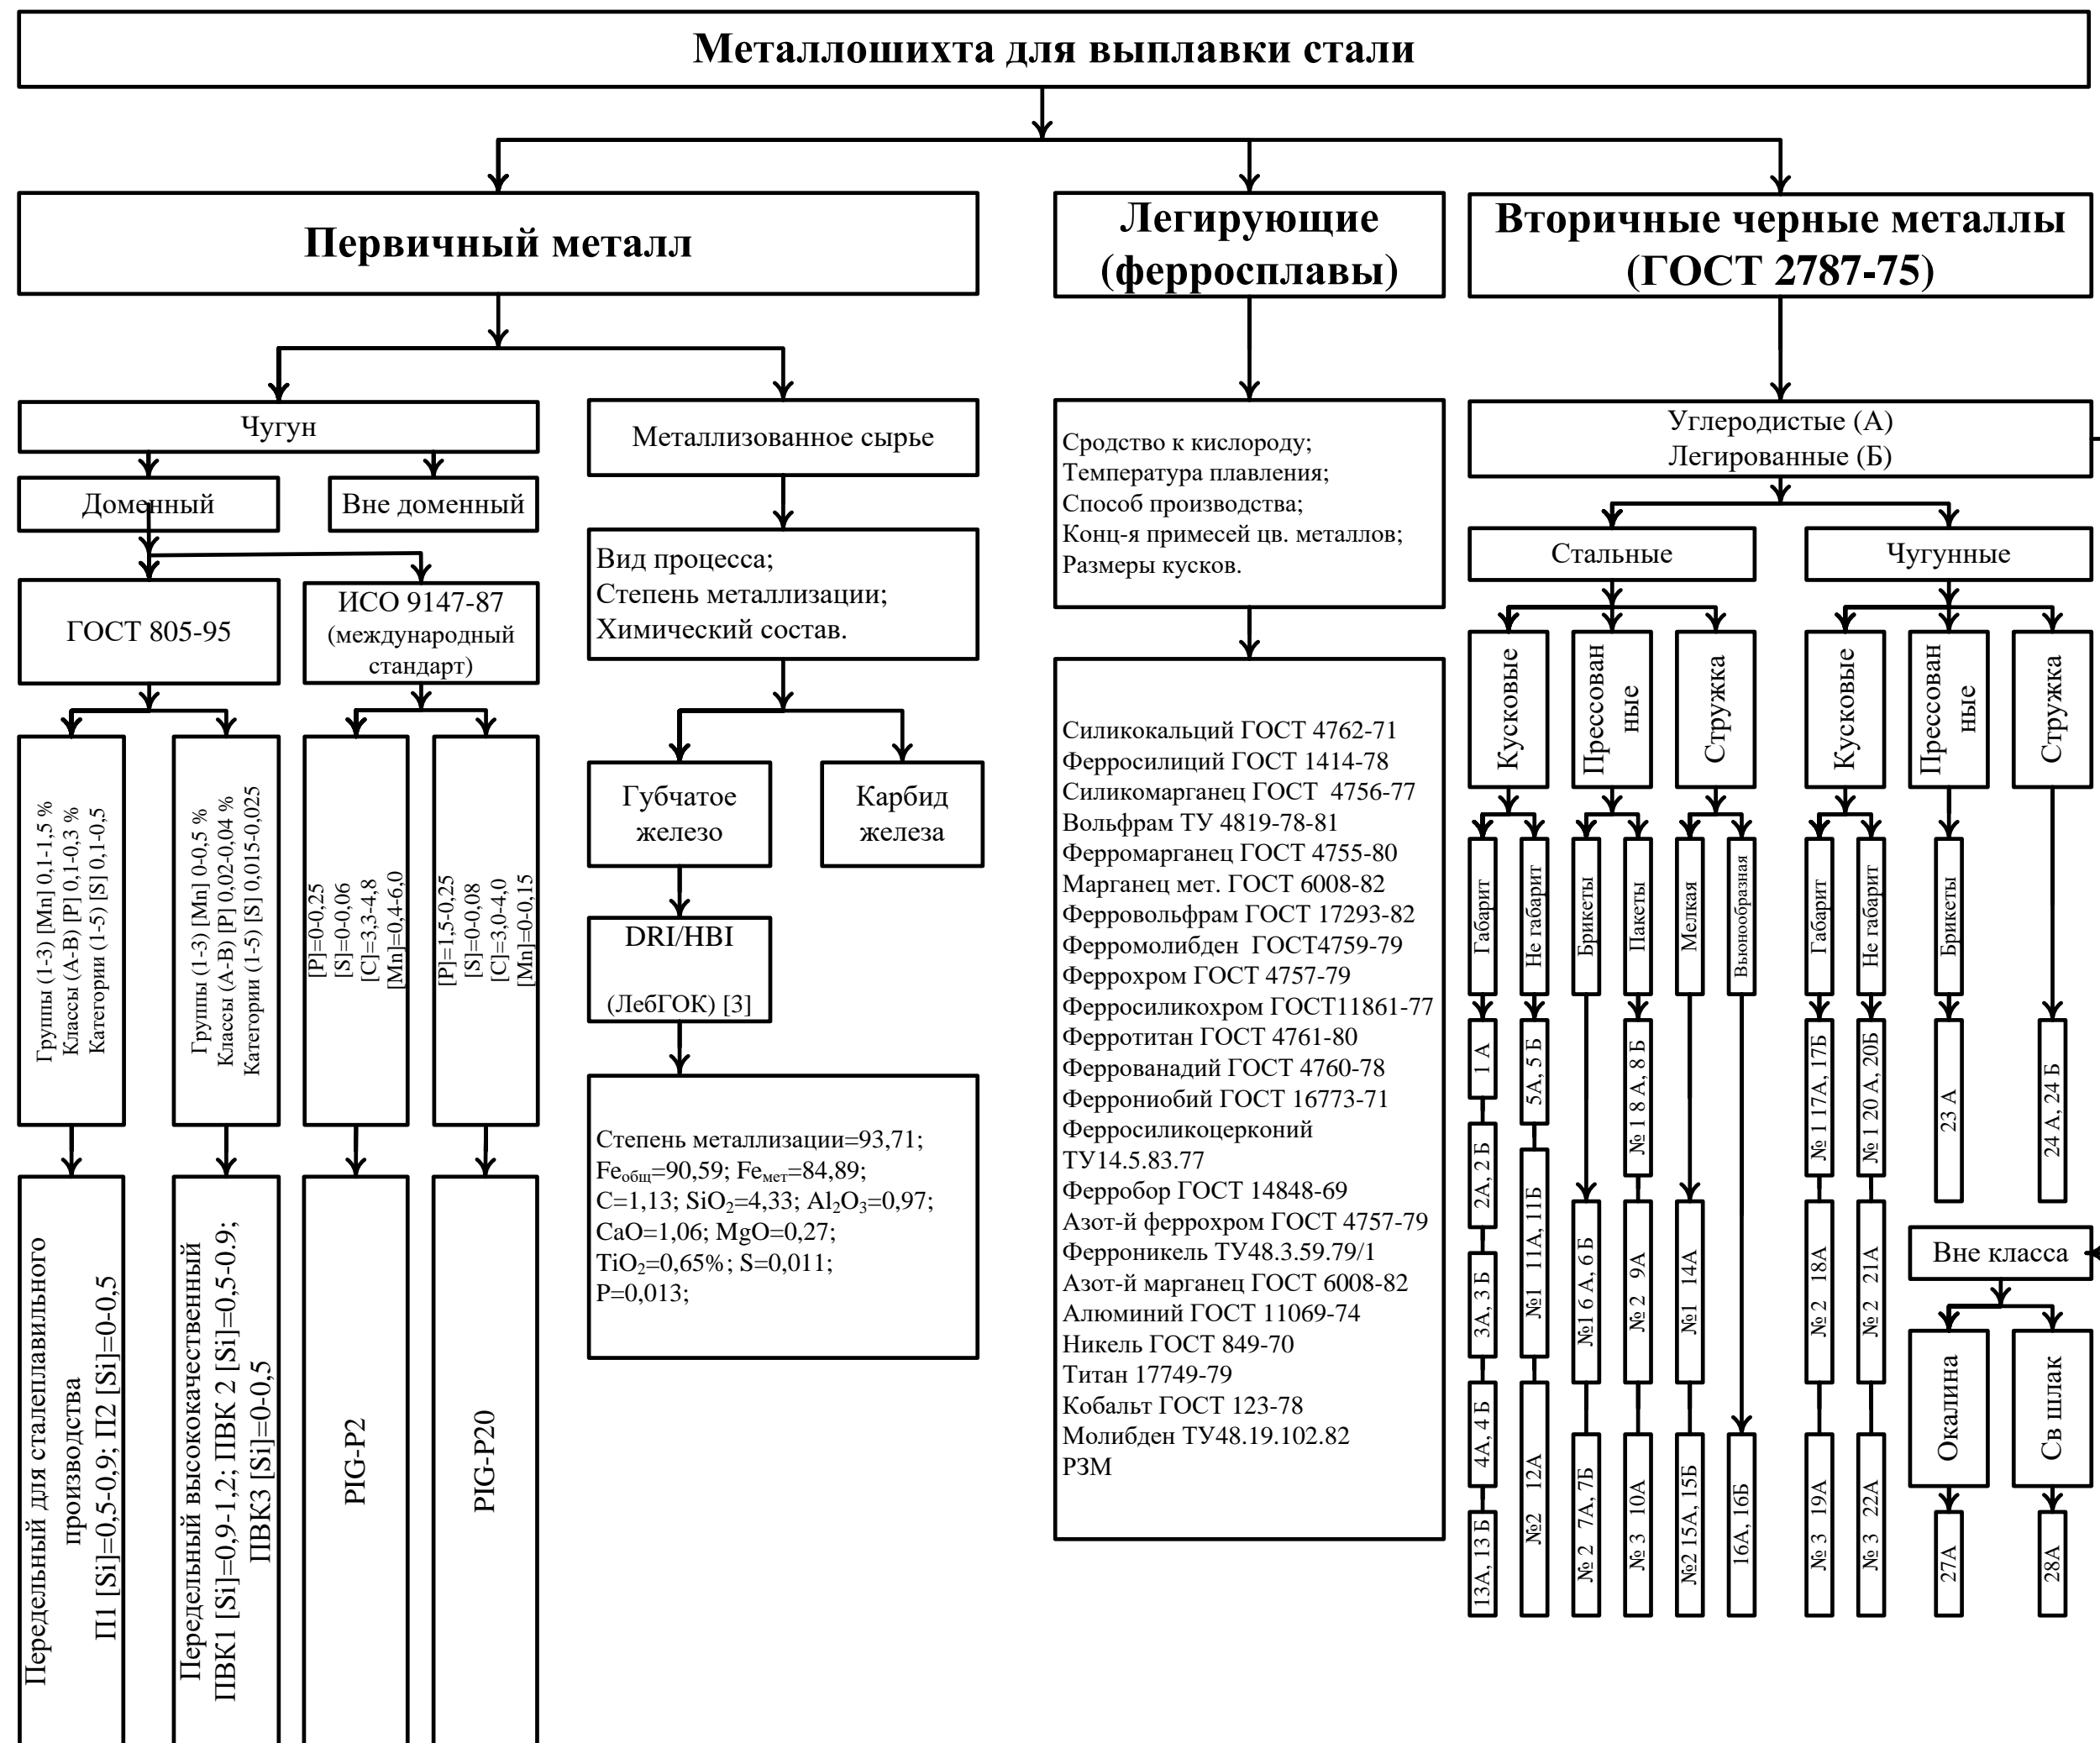 Металлошихта для выплавки стали
Первичный металл
Легирующие
(ферросплавы)
Вторичные черные металлы
(ГОСТ 2787-75)
Чугун
Доменный
Вне доменный
ГОСТ 805-95
ИСО 9147-87
(международный
стандарт)
Группы (1-3) [Mn] 0,1-1,5 %
Классы (А-В) [P] 0,1-0,3 %
Категории (1-5) [S] 0,1-0,5
Группы (1-3) [Mn] 0-0,5 %
Классы (А-В) [P] 0,02-0,04 %
Категории (1-5) [S] 0,015-0,025
[P]=0-0,25
[S]=0-0,06
[C]=3,3-4,8
[Mn]=0,4-6,0
[P]=1,5-0,25
[S]=0-0,08
[C]=3,0-4,0
[Mn]=0-0,15
Передельный для сталеплавильного
производства
П1 [Si]=0,5-0,9; П2 [Si]=0-0,5
Передельный высококачественный
ПВК1 [Si]=0,9-1,2; ПВК 2 [Si]=0,5-0.9;
ПВК3 [Si]=0-0,5
PIG-P2
PIG-P20
Металлизованное сырье
Вид процесса;
Степень металлизации;
Химический состав.
Губчатое
железо
Карбид
железа
DRI/HBI
(ЛебГОК) [3]
Степень металлизации=93,71;
Feобщ=90,59; Feмет=84,89;
C=1,13; SiO₂=4,33; Al₂O₃=0,97;
CaO=1,06; MgO=0,27;
TiO₂=0,65%; S=0,011;
P=0,013;
Сродство к кислороду;
Температура плавления;
Способ производства;
Конц-я примесей цв. металлов;
Размеры кусков.
Силикокальций ГОСТ 4762-71
Ферросилиций ГОСТ 1414-78
Силикомарганец ГОСТ 4756-77
Вольфрам ТУ 4819-78-81
Ферромарганец ГОСТ 4755-80
Марганец мет. ГОСТ 6008-82
Ферровольфрам ГОСТ 17293-82
Ферромолибден ГОСТ4759-79
Феррохром ГОСТ 4757-79
Ферросиликохром ГОСТ11861-77
Ферротитан ГОСТ 4761-80
Феррованадий ГОСТ 4760-78
Феррониобий ГОСТ 16773-71
Ферросиликоцерконий
ТУ14.5.83.77
Ферробор ГОСТ 14848-69
Азот-й феррохром ГОСТ 4757-79
Ферроникель ТУ48.3.59.79/1
Азот-й марганец ГОСТ 6008-82
Алюминий ГОСТ 11069-74
Никель ГОСТ 849-70
Титан 17749-79
Кобальт ГОСТ 123-78
Молибден ТУ48.19.102.82
РЗМ
Углеродистые (А)
Легированные (Б)
Стальные
Чугунные
Кусковые
Прессован
ные
Стружка
Кусковые
Прессован
ные
Стружка
Габарит
Не габарит
Брикеты
Пакеты
Мелкая
Вьюнообразная
Габарит
Не габарит
Брикеты
1 А
2А, 2 Б
3А, 3 Б
4А, 4 Б
13А, 13 Б
5А, 5 Б
№1 11А, 11Б
№2 12А
№1 6 А, 6 Б
№ 2 7А, 7Б
№ 1 8 А, 8 Б
№ 2 9А
№ 3 10А
№1 14А
№2 15А, 15Б
16А, 16Б
№ 1 17А, 17Б
№ 2 18А
№ 3 19А
№ 1 20 А, 20Б
№ 2 21А
№ 3 22А
23 А
24 А, 24 Б
Вне класса
Окалина
Св шлак
27А
28А